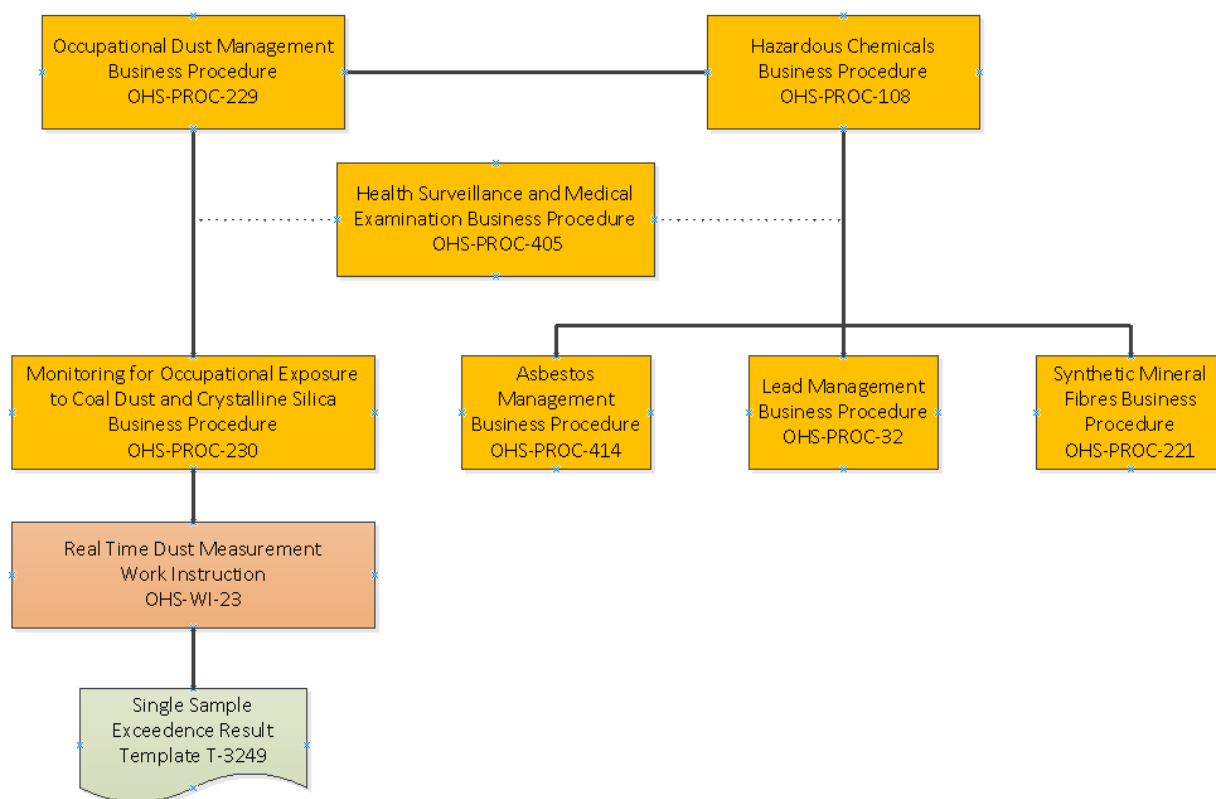 Occupational Dust Management
Business Procedure
OHS-PROC-229
Hazardous Chemicals
Business Procedure
OHS-PROC-108
Health Surveillance and Medical
Examination Business Procedure
OHS-PROC-405
Monitoring for Occupational Exposure
to Coal Dust and Crystalline Silica
Business Procedure
OHS-PROC-230
Asbestos
Management
Business Procedure
OHS-PROC-414
Lead Management
Business Procedure
OHS-PROC-32
Synthetic Mineral
Fibres Business
Procedure
OHS-PROC-221
Real Time Dust Measurement
Work Instruction
OHS-WI-23
Single Sample
Exceedence Result
Template T-3249